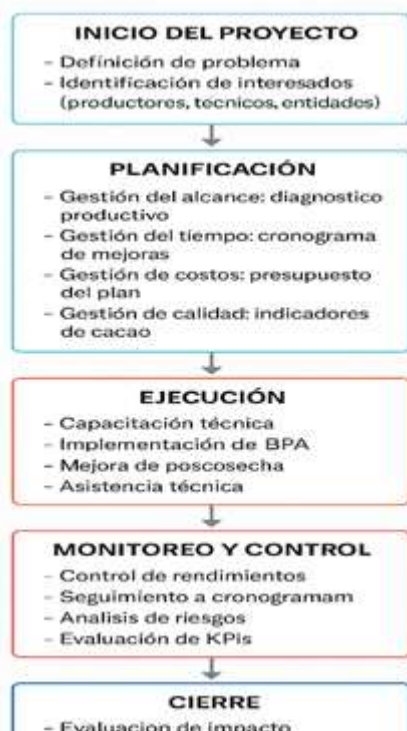 INICIO DEL PROYECTO
- Definición de problema
- Identificación de interesados
(productores, tecnicos, entidades)
PLANIFICACIÓN
- Gestión del alcance: diagnostico
productivo
- Gestión del tiempo: cronograma
de mejoras
- Gestión de costos: presupuesto
del plan
- Gestión de calidad: indicadores
de cacao
EJECUCIÓN
- Capacitación técnica
- Implementación de BPA
- Mejora de poscosecha
- Asistencia técnica
MONITOREO Y CONTROL
- Control de rendimientos
- Seguimiento a cronogramam
- Analisis de riesgos
- Evaluación de KPis
CIERRE
- Evaluacion de impacto